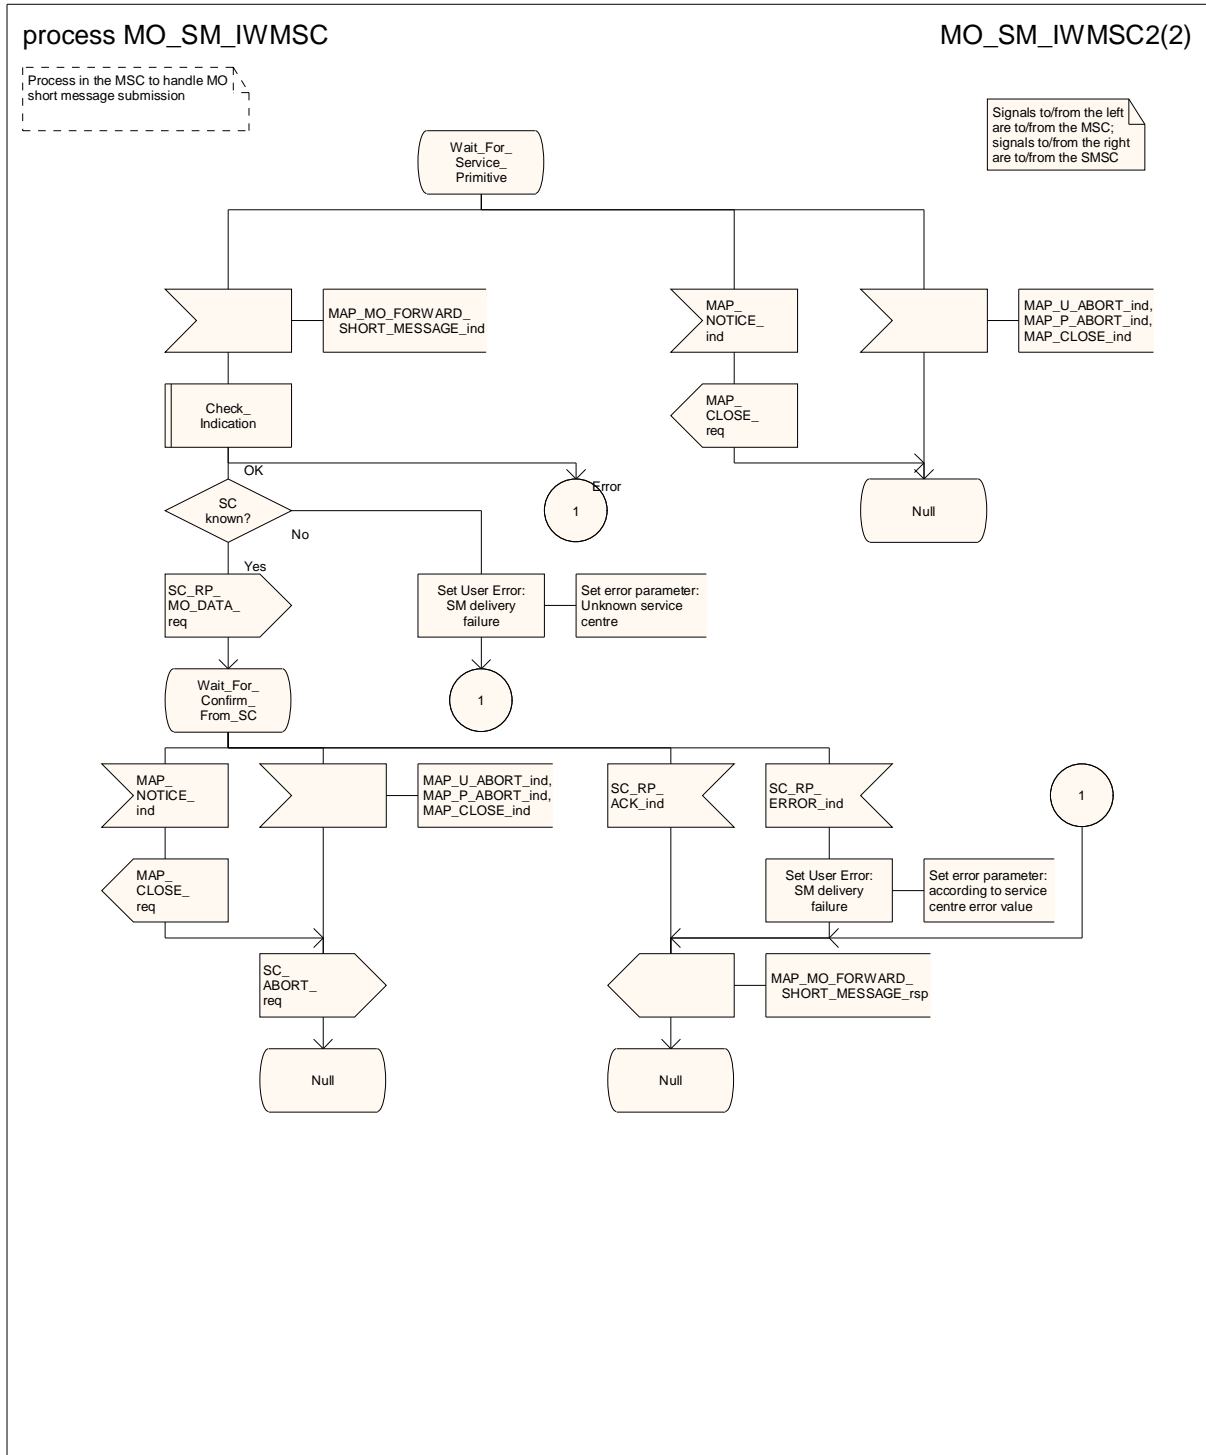 process MO_SM_IWMSC
MO_SM_IWMSC2(2)
Process in the MSC to handle MO
short message submission
Signals to/from the left
are to/from the MSC;
signals to/from the right
are to/from the SMSC
Wait_For_
Service_
Primitive
MAP_MO_FORWARD_
SHORT_MESSAGE_ind
MAP_
NOTICE_
ind
MAP_U_ABORT_ind,
MAP_P_ABORT_ind,
MAP_CLOSE_ind
Check_
Indication
MAP_
CLOSE_
req
OK
Error
SC
known?
1
Null
No
Yes
SC_RP_
MO_DATA_
req
Set User Error:
SM delivery
failure
Set error parameter:
Unknown service
centre
Wait_For_
Confirm_
From_SC
1
MAP_
NOTICE_
ind
MAP_U_ABORT_ind,
MAP_P_ABORT_ind,
MAP_CLOSE_ind
SC_RP_
ACK_ind
SC_RP_
ERROR_ind
1
MAP_
CLOSE_
req
Set User Error:
SM delivery
failure
Set error parameter:
according to service
centre error value
SC_
ABORT_
req
MAP_MO_FORWARD_
SHORT_MESSAGE_rsp
Null
Null